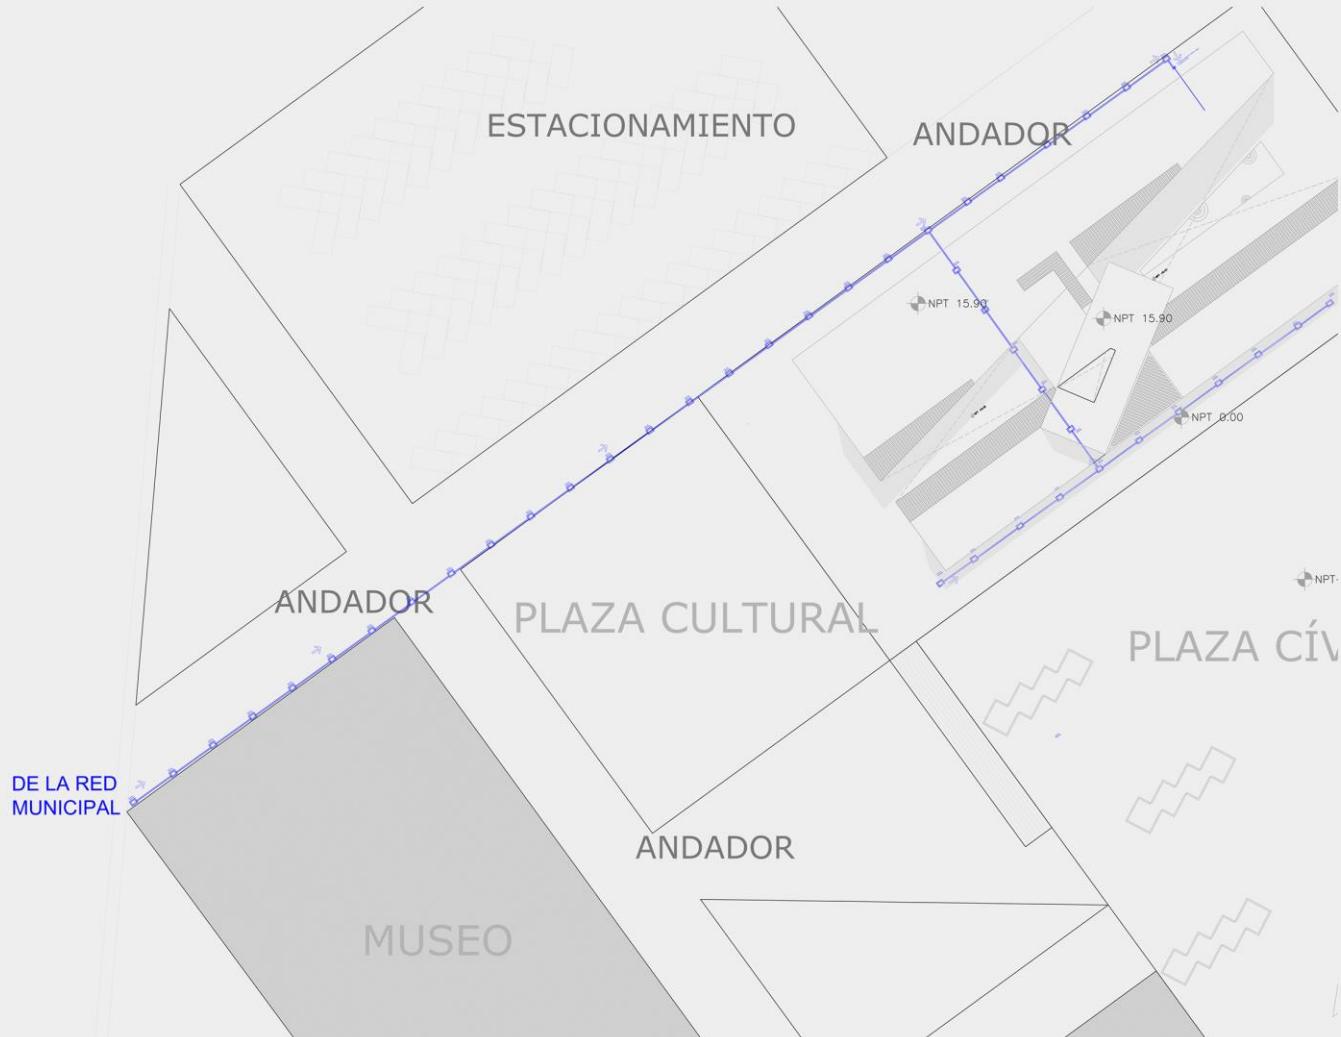 ESTACIONAMIENTO
ANDADOR
NPT 15.90
NPT 15.90
NPT 0.00
NPT-
ANDADOR
PLAZA CULTURAL
PLAZA CÍV
DE LA RED
MUNICIPAL
ANDADOR
MUSEO